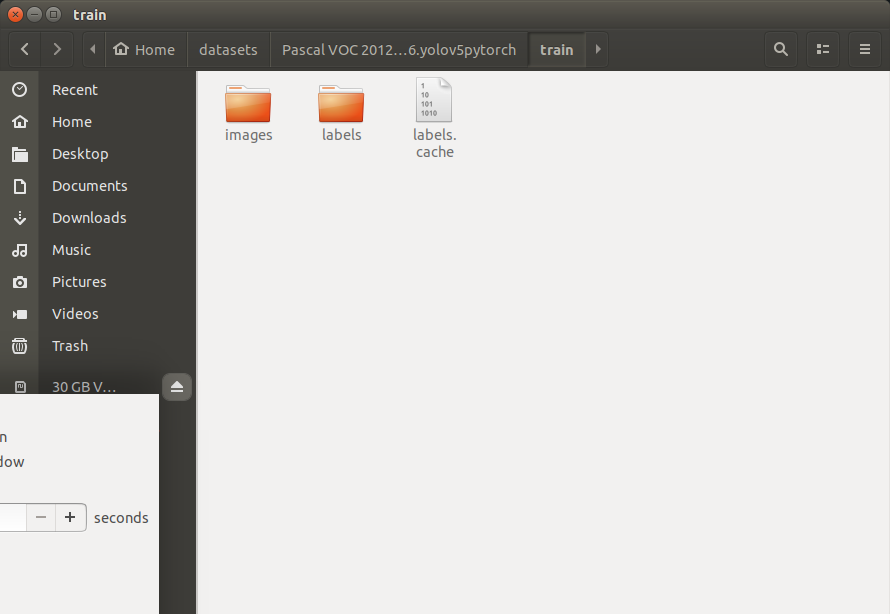 train
Home
datasets
Pascal VOC 2012…6.yolov5pytorch
train
Recent
Home
Desktop
Documents
Downloads
Music
Pictures
Videos
Trash
30 GB V…
images
labels
labels.
cache
1
10
101
1010
n
dow
seconds